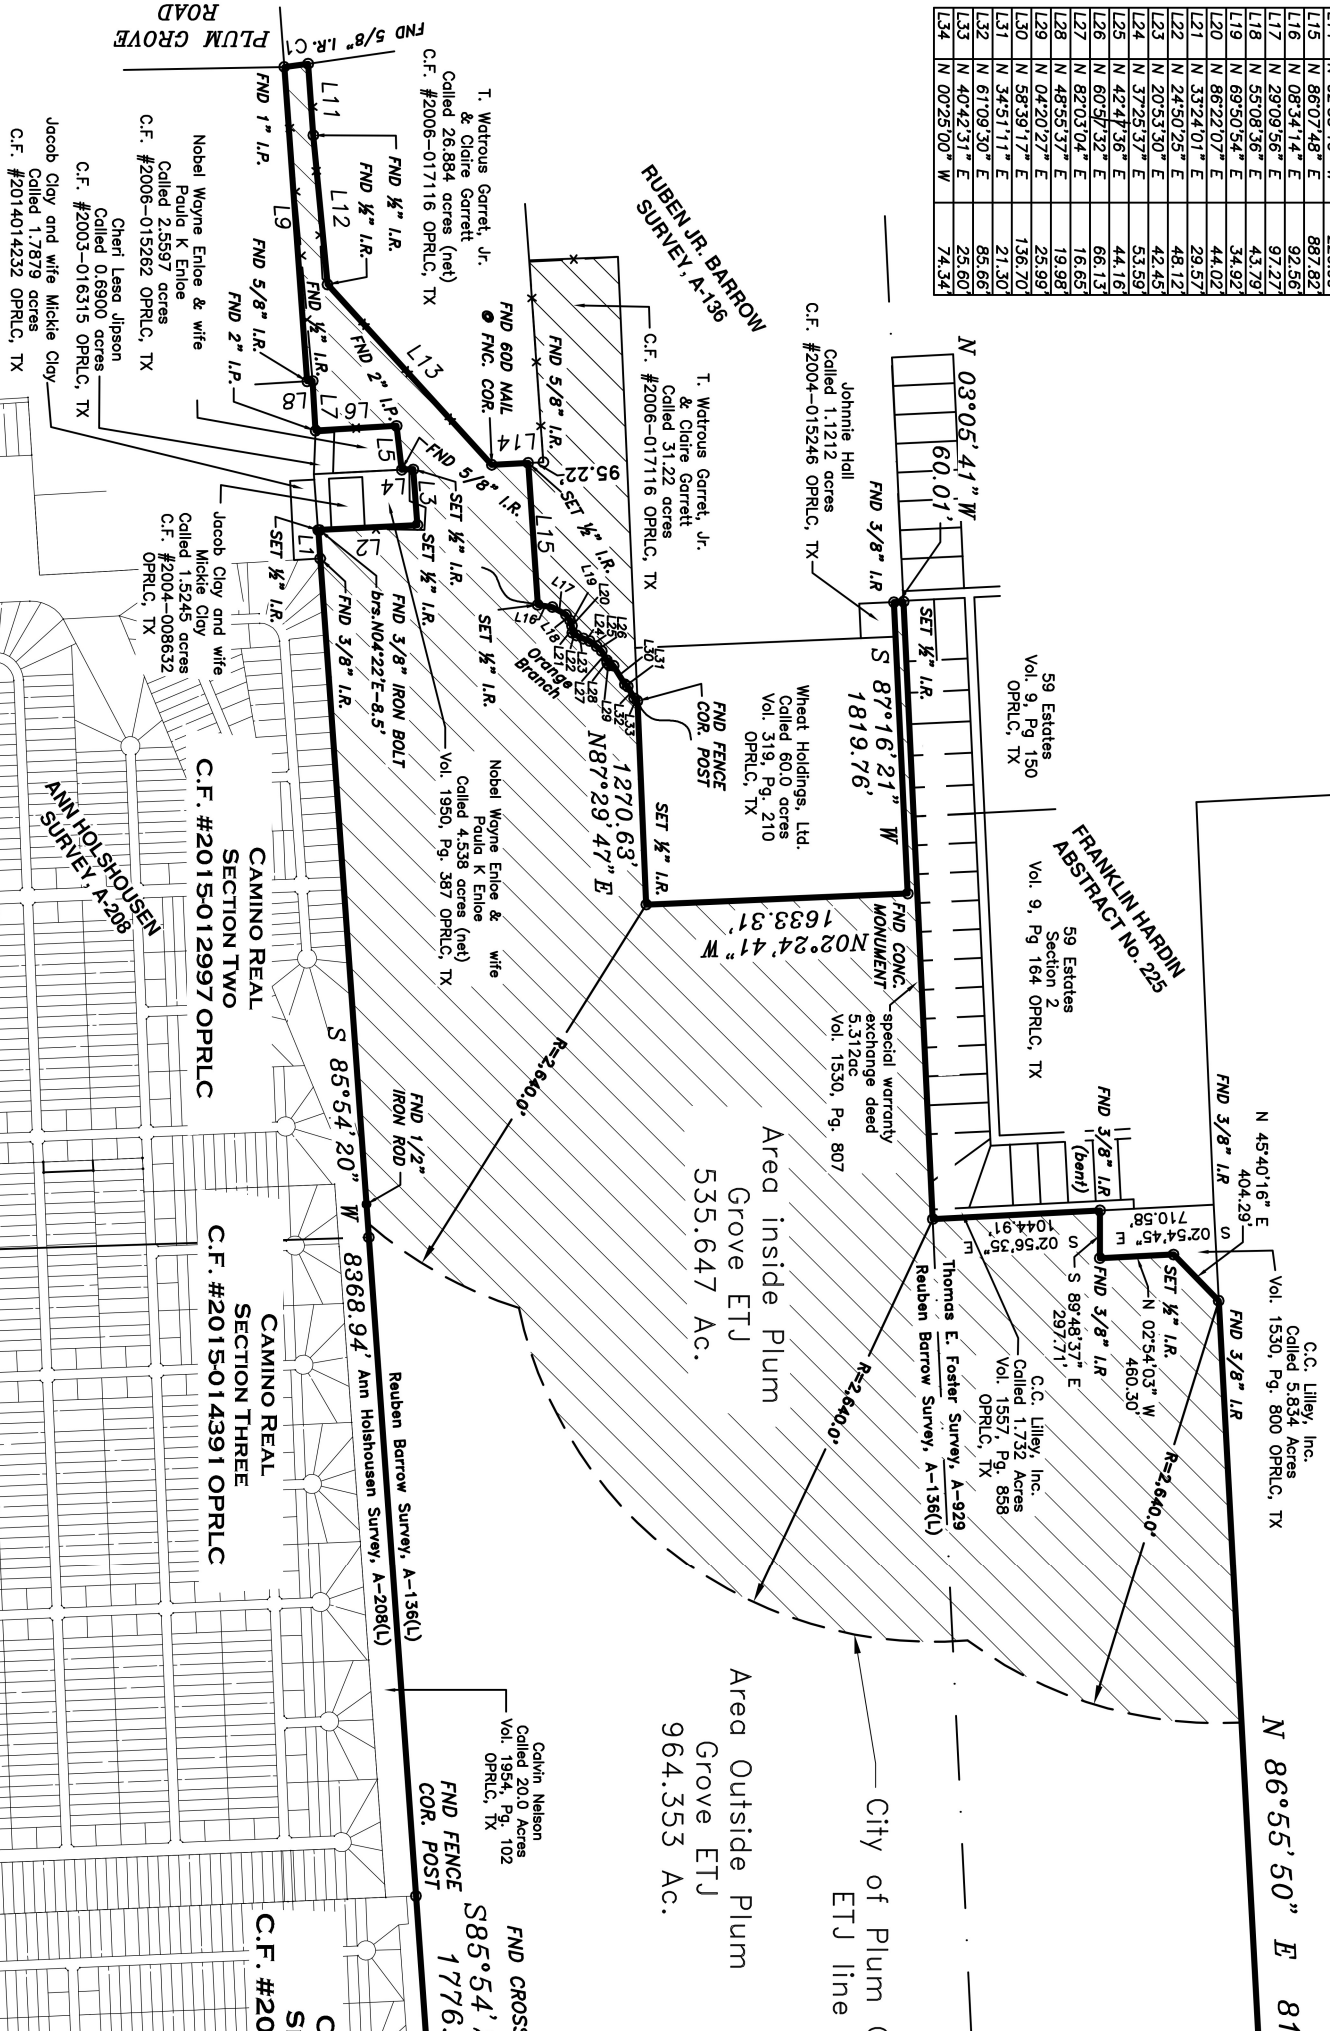 L15 N 86°07'48" E 887.82'
L16 N 08°34'14" E 92.56'
L17 N 29°09'56" E 97.27'
L18 N 55°08'36" E 43.79'
L19 N 69°50'54" E 34.92'
L20 N 86°22'07" E 44.02'
L21 N 33°24'01" E 29.57'
L22 N 24°50'25" E 48.12'
L23 N 20°53'30" E 42.45'
L24 N 37°25'37" E 53.59'
L25 N 42°47'36" E 44.16'
L26 N 60°57'32" E 66.13'
L27 N 82°03'04" E 16.65'
L28 N 48°55'37" E 19.98'
L29 N 04°20'27" E 25.99'
L30 N 58°39'17" E 136.70'
L31 N 34°51'11" E 21.30'
L32 N 61°09'30" E 85.66'
L33 N 40°42'31" E 25.60'
L34 N 00°25'00" W 74.34'
N 03°05'41" W
60.01'
FND 3/8" I.R
SET ½" I.R.
Johnnie Hall
Called 1.1212 acres
C.F. #2004-015246 OPRLC, TX
S 87°16'21" W
1819.76'
59 Estates
Vol. 9, Pg 150
OPRLC, TX
FRANKLIN HARDIN
ABSTRACT No. 225
59 Estates
Section 2
Vol. 9, Pg 164 OPRLC, TX
RUBEN JR. BARROW
SURVEY, A-136
T. Watrous Garret, Jr.
& Claire Garrett
Called 31.22 acres
C.F. #2006-017116 OPRLC, TX
T. Watrous Garret, Jr.
& Claire Garrett
Called 26.884 acres (net)
C.F. #2006-017116 OPRLC, TX
FND 5/8" I.R.
FND 60D NAIL
@ FNC. COR.
L14
95.22'
SET ½" I.R.
L15
L16
L17
L18
L19
L20
L21
L22
L23
L24
L25
L26
L27
L28
L29
L30
L31
L32
L33
Orange
Branch
FND FENCE
COR. POST
Wheat Holdings, Ltd.
Called 60.0 acres
Vol. 319, Pg. 210
OPRLC, TX
SET ½" I.R.
1270.63'
N87°29'47" E
N02°24'41" W
1633.31'
FND CONC.
MONUMENT
special warranty
exchange deed
5.312ac
Vol. 1530, Pg. 807
R=2,640.0'
Area inside Plum
Grove ETJ
535.647 Ac.
FND 3/8" I.R
(bent)
FND 3/8" I.R
N 45°40'16" E
404.29'
S 02°54'45" E
710.58'
S 02°56'35" E
1044.91'
SET ½" I.R.
FND 3/8" I.R
N 02°54'03" W
460.30'
S 89°48'37" E
297.71'
FND 3/8" I.R
C.C. Lilley, Inc.
Called 5.834 Acres
Vol. 1530, Pg. 800 OPRLC, TX
C.C. Lilley, Inc.
Called 1.732 Acres
Vol. 1557, Pg. 858
OPRLC, TX
Thomas E. Foster Survey, A-929
Reuben Barrow Survey, A-136(L)
R=2,640.0'
R=2,640.0'
N 86°55'50" E 81
City of Plum
ETJ line
Area Outside Plum
Grove ETJ
964.353 Ac.
PLUM GROVE
ROAD
FND 5/8" I.R.
C1
L11
FND ½" I.R.
L12
FND ½" I.R.
L13
FND 1" I.P.
L9
FND 5/8" I.R.
FND ½" I.R.
FND 2" I.P.
FND 2" I.P.
L8
L7
L6
L5
L4
L3
L2
L1
FND 5/8" I.R.
SET ½" I.R.
SET ½" I.R.
SET ½" I.R.
SET ½" I.R.
FND 3/8" I.R.
FND 3/8" IRON BOLT
brs.N04°22'E-8.5'
Nobel Wayne Enloe & wife
Paula K Enloe
Called 2.5597 acres
C.F. #2006-015262 OPRLC, TX
Cheri Lesa Jipson
Called 0.6900 acres
C.F. #2003-016315 OPRLC, TX
Jacob Clay and wife Mickie Clay
Called 1.7879 acres
C.F. #2014014232 OPRLC, TX
Jacob Clay and wife
Mickie Clay
Called 1.5245 acres
C.F. #2004-008632
OPRLC, TX
Nobel Wayne Enloe & wife
Paula K Enloe
Called 4.538 acres (net)
Vol. 1950, Pg. 387 OPRLC, TX
ANN HOLSHOUSEN
SURVEY, A-208
CAMINO REAL
SECTION TWO
C.F. #2015-012997 OPRLC
S 85°54'20" W 8368.94'
FND 1/2"
IRON ROD
CAMINO REAL
SECTION THREE
C.F. #2015-014391 OPRLC
Reuben Barrow Survey, A-136(L)
Ann Holshousen Survey, A-208(L)
Calvin Nelson
Called 20.0 Acres
Vol. 1954, Pg. 102
OPRLC, TX
FND FENCE
COR. POST
FND CROSS
S85°54'
1776.
C.F. #20